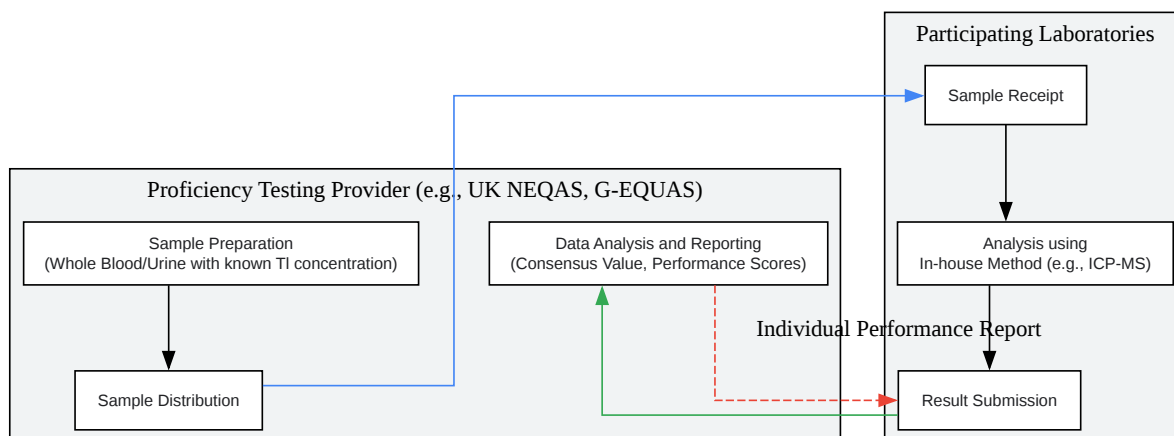 Participating Laboratories
Sample Receipt
Proficiency Testing Provider (e.g., UK NEQAS, G-EQUAS)
Sample Preparation
(Whole Blood/Urine with known Tl concentration)
Data Analysis and Reporting
(Consensus Value, Performance Scores)
Analysis using
In-house Method (e.g., ICP-MS)
Individual Performance Report
Sample Distribution
Result Submission